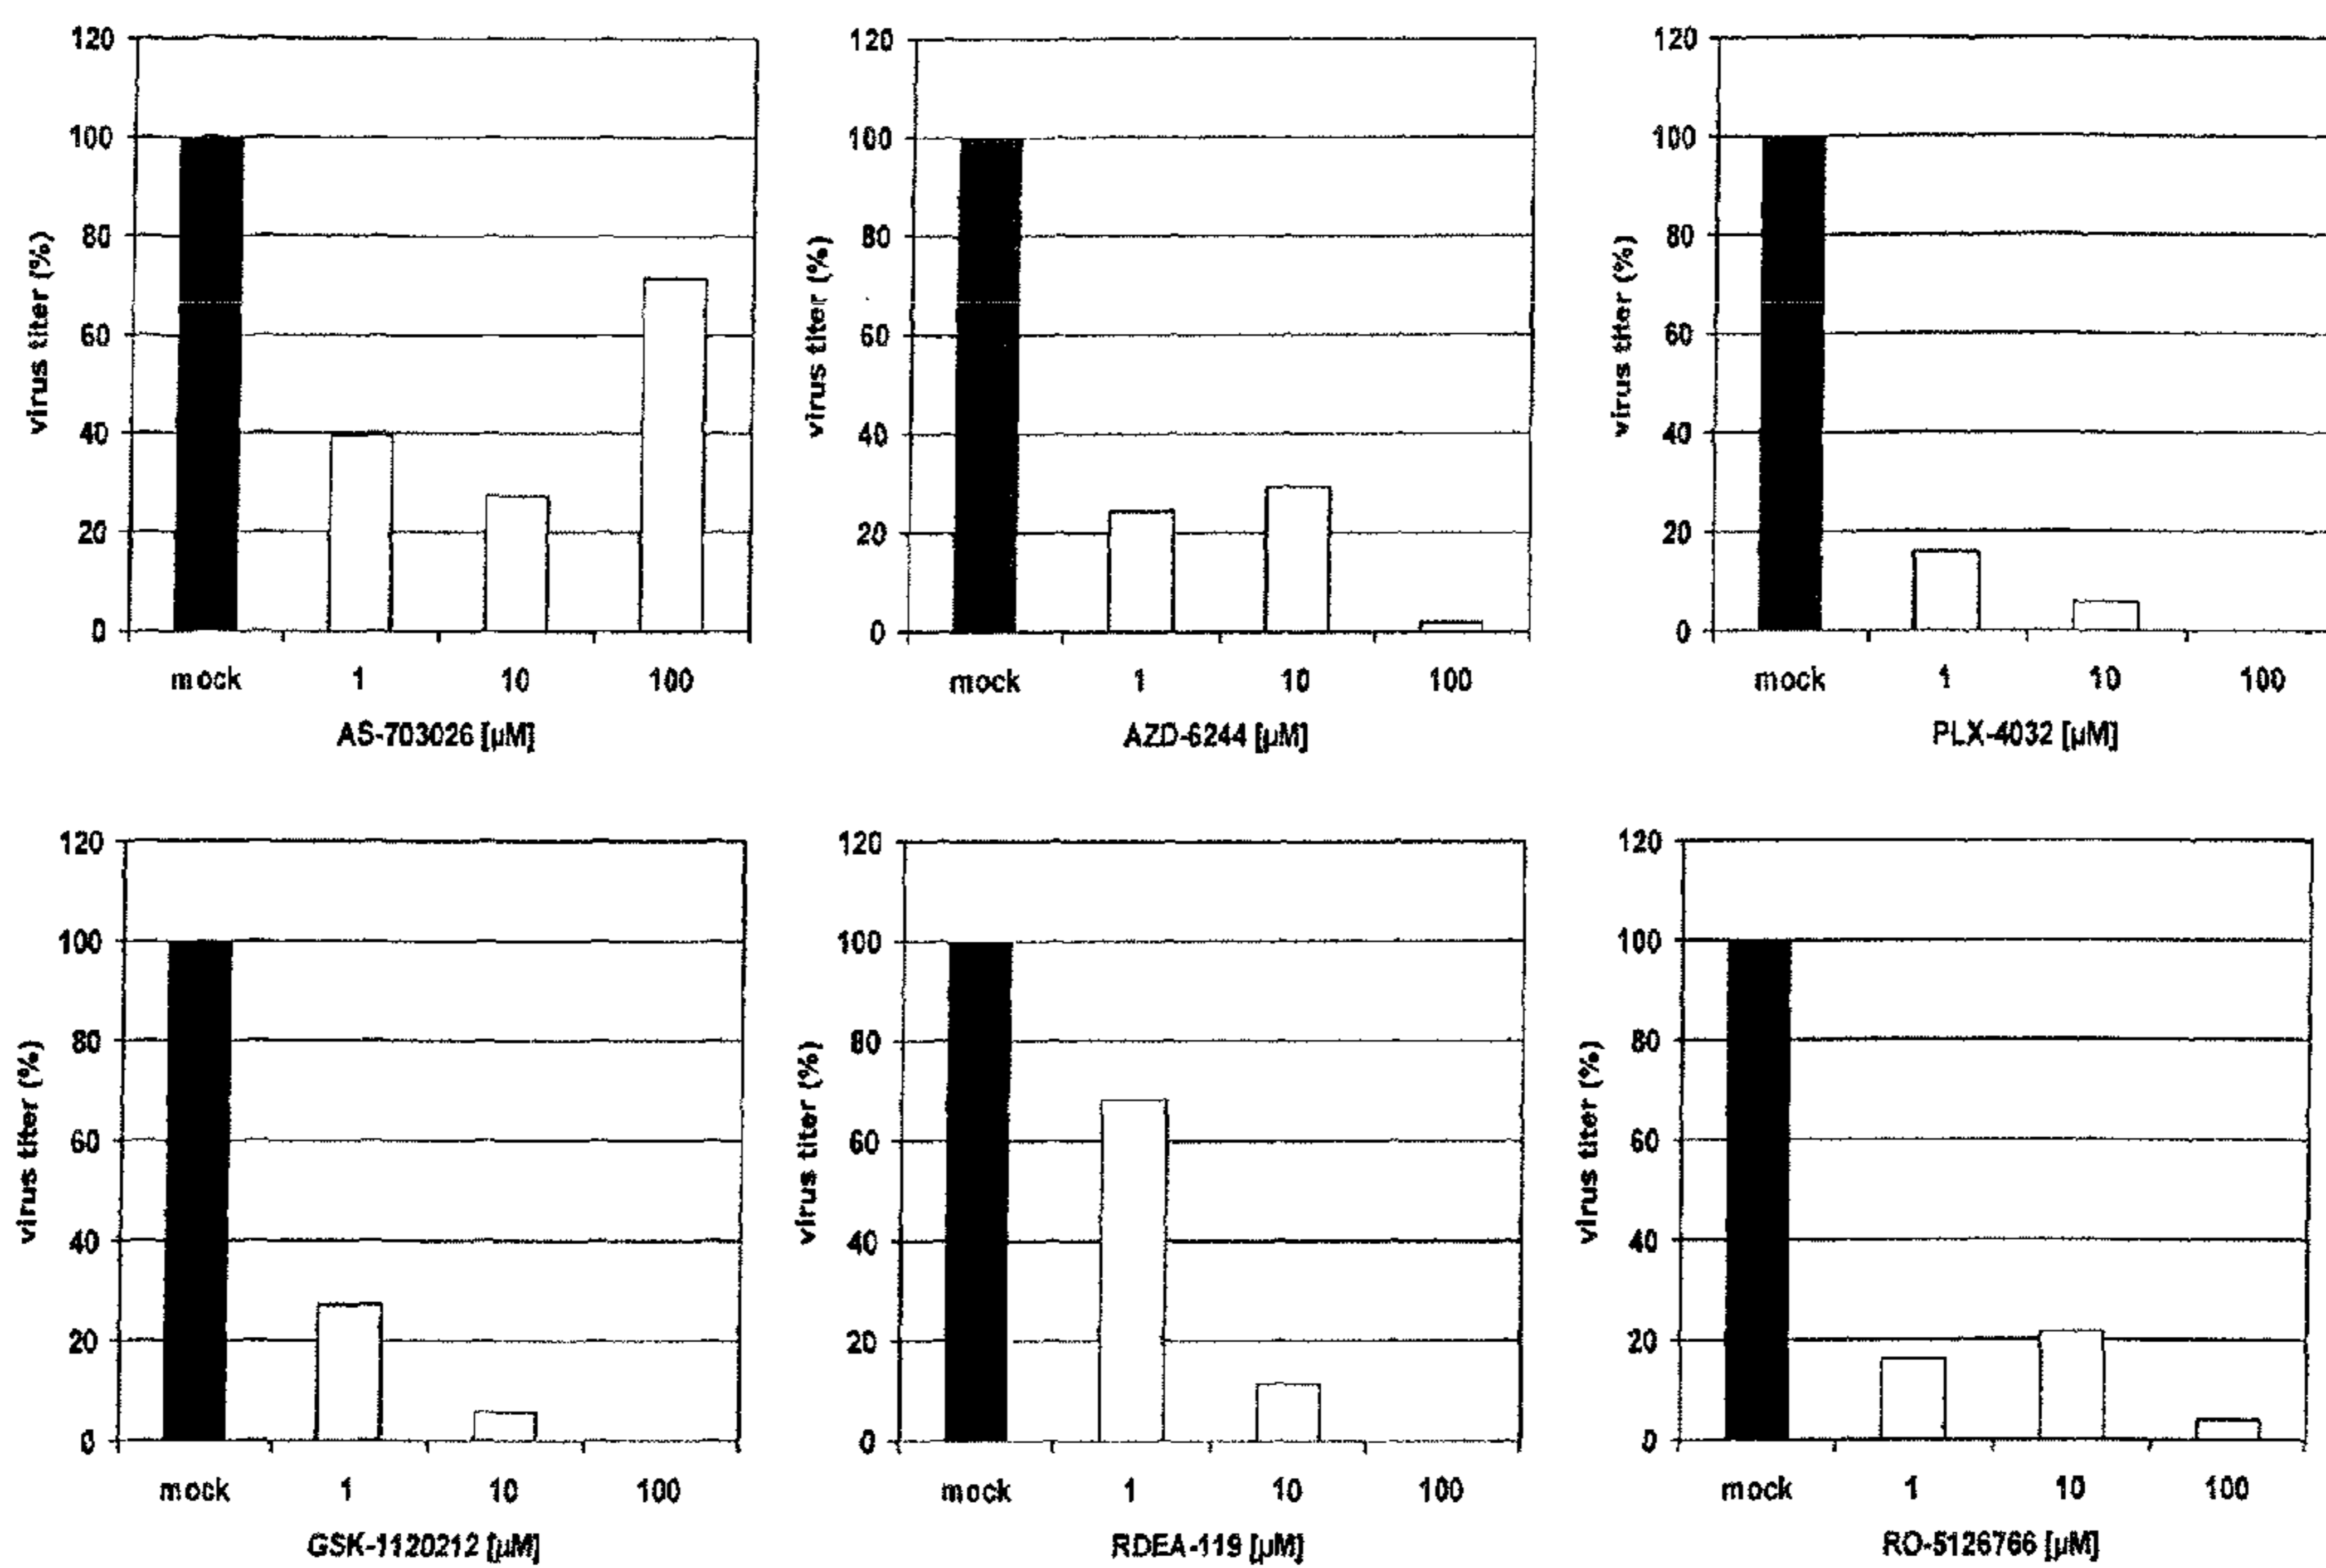 120
100
80
60
40
20
0
virus titer (%)
mock 1 10 100
AS-703026 [µM]
120
100
80
60
40
20
0
virus titer (%)
mock 1 10 100
AZD-6244 [µM]
120
100
80
60
40
20
0
virus titer (%)
mock 1 10 100
PLX-4032 [µM]
120
100
80
60
40
20
0
virus titer (%)
mock 1 10 100
GSK-1120212 [µM]
120
100
80
60
40
20
0
virus titer (%)
mock 1 10 100
RDEA-119 [µM]
120
100
80
60
40
20
0
virus titer (%)
mock 1 10 100
RO-5126766 [µM]